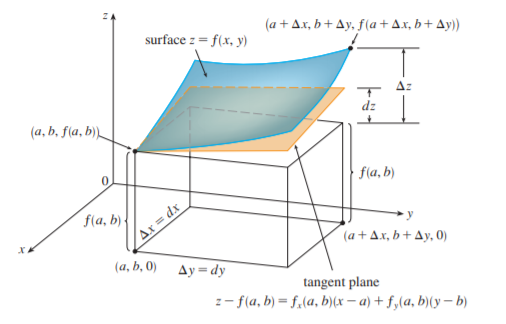 z
(a + Δx, b + Δy, f(a + Δx, b + Δy))
surface z = f(x, y)
Δz
dz
(a, b, f(a, b))
f(a, b)
0
y
f(a, b)
Δx = dx
(a + Δx, b + Δy, 0)
x
(a, b, 0)
Δy = dy
tangent plane
z − f(a, b) = fₓ(a, b)(x − a) + fᵧ(a, b)(y − b)